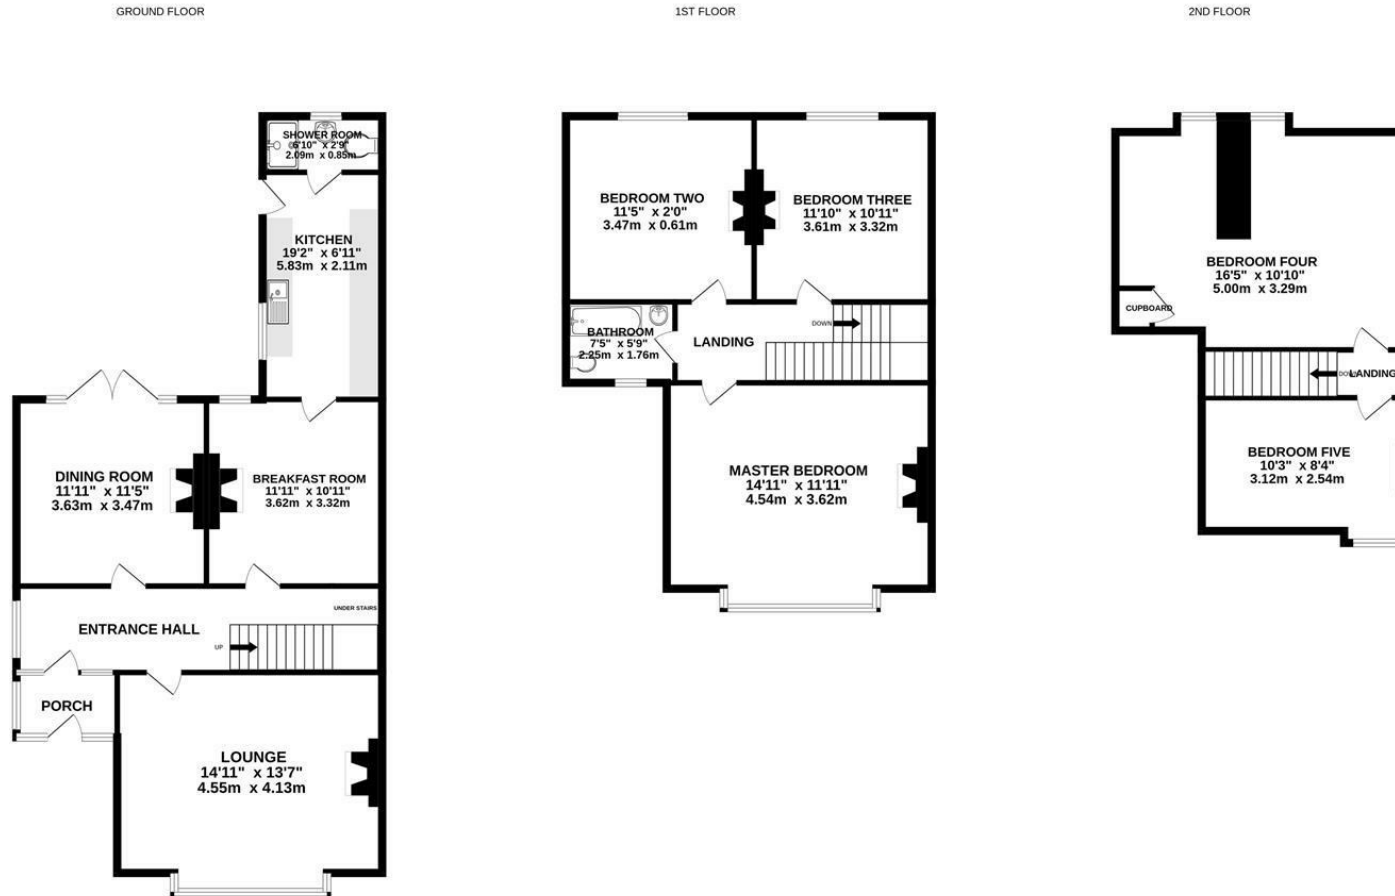 GROUND FLOOR
SHOWER ROOM
6'10" x 2'9"
2.09m x 0.85m
KITCHEN
19'2" x 6'11"
5.83m x 2.11m
DINING ROOM
11'11" x 11'5"
3.63m x 3.47m
BREAKFAST ROOM
11'11" x 10'11"
3.62m x 3.32m
UNDER STAIRS
ENTRANCE HALL
UP
PORCH
LOUNGE
14'11" x 13'7"
4.55m x 4.13m
1ST FLOOR
BEDROOM TWO
11'5" x 2'0"
3.47m x 0.61m
BEDROOM THREE
11'10" x 10'11"
3.61m x 3.32m
BATHROOM
7'5" x 5'9"
2.25m x 1.76m
LANDING
DOWN
MASTER BEDROOM
14'11" x 11'11"
4.54m x 3.62m
2ND FLOOR
BEDROOM FOUR
16'5" x 10'10"
5.00m x 3.29m
CUPBOARD
DOWN
LANDING
BEDROOM FIVE
10'3" x 8'4"
3.12m x 2.54m